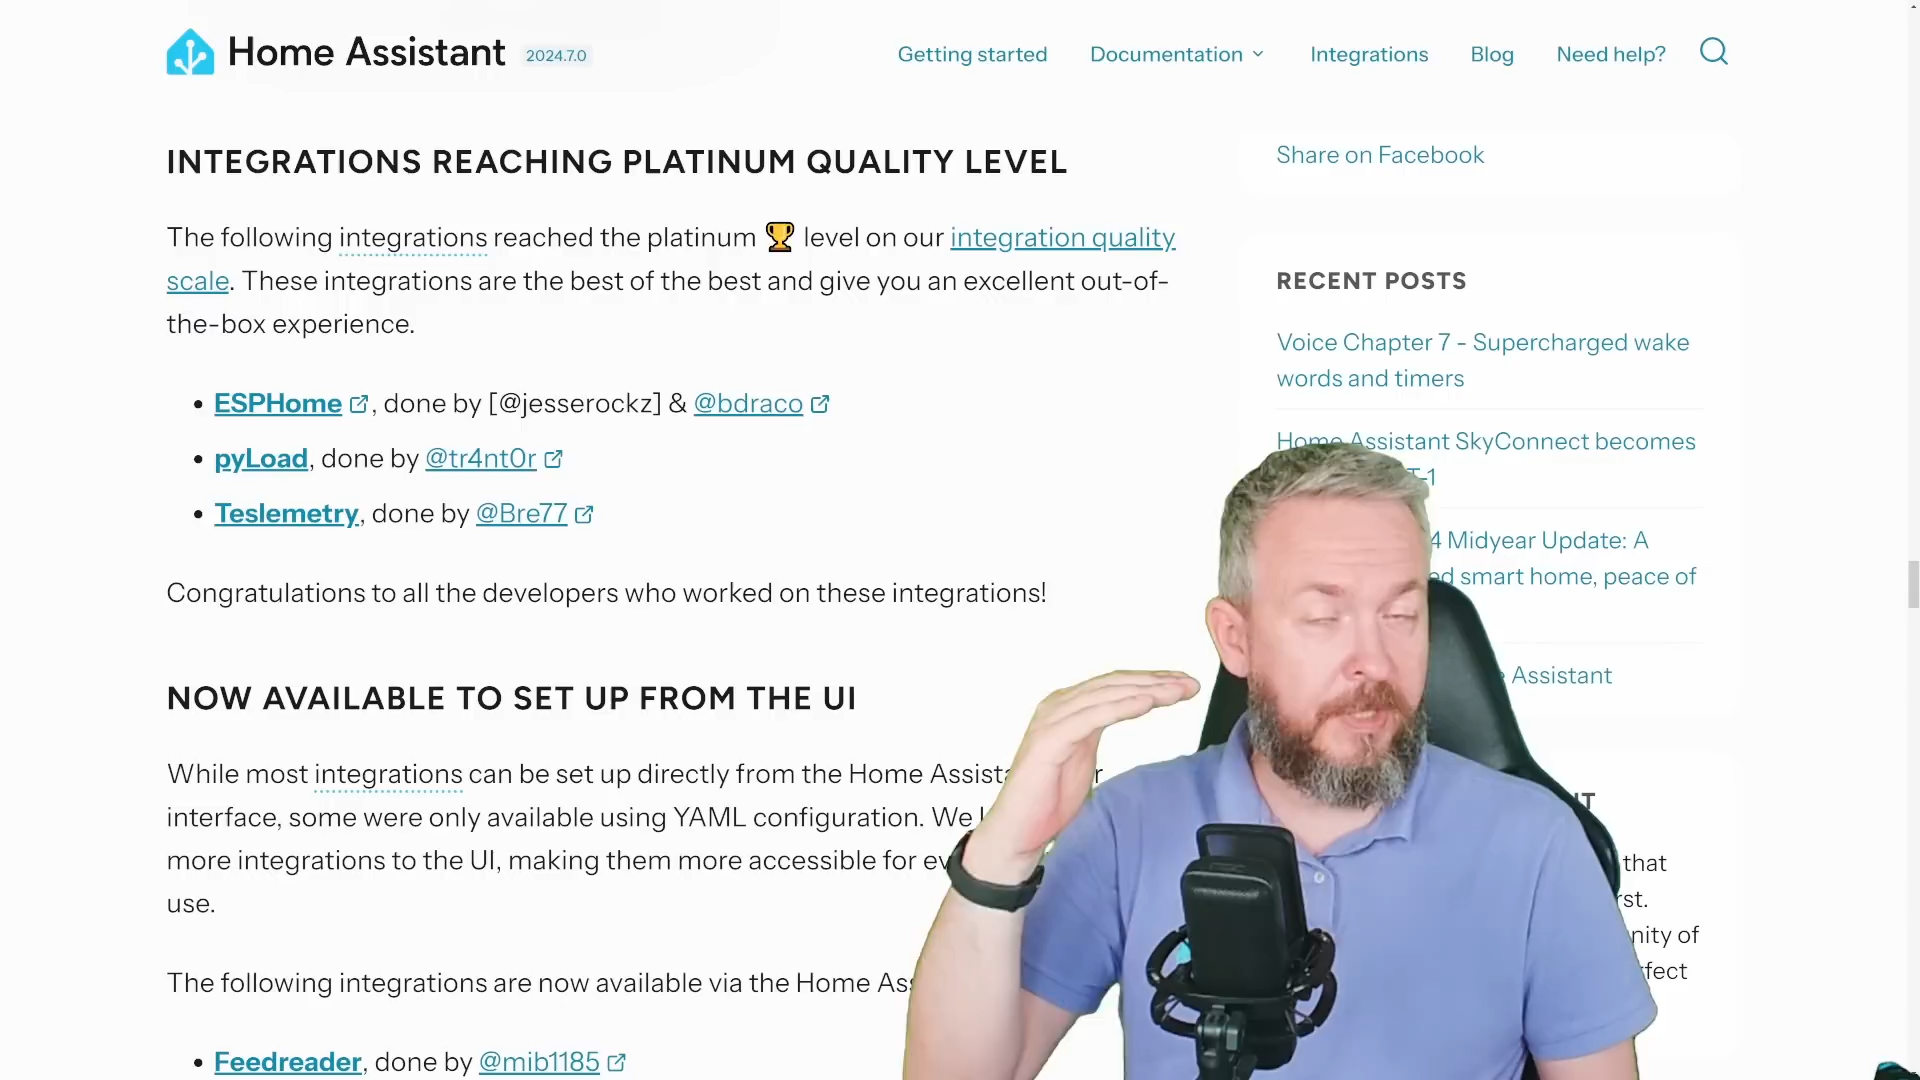 Home Assistant 2024.7.0
Getting started Documentation Integrations Blog Need help?
INTEGRATIONS REACHING PLATINUM QUALITY LEVEL
The following integrations reached the platinum 🏆 level on our integration quality
scale. These integrations are the best of the best and give you an excellent out-of-
the-box experience.
• ESPHome, done by [@jesserockz] & @bdraco
• pyLoad, done by @tr4nt0r
• Teslemetry, done by @Bre77
Congratulations to all the developers who worked on these integrations!
NOW AVAILABLE TO SET UP FROM THE UI
While most integrations can be set up directly from the Home
interface, some were only available using YAML configuration. We
more integrations to the UI, making them more accessible for
use.
The following integrations are now available via the Home
• Feedreader, done by @mib1185
Share on Facebook
RECENT POSTS
Voice Chapter 7 - Supercharged wake
words and timers
Home Assistant SkyConnect becomes
-1
4 Midyear Update: A
smart home, peace of
Assistant
that
of